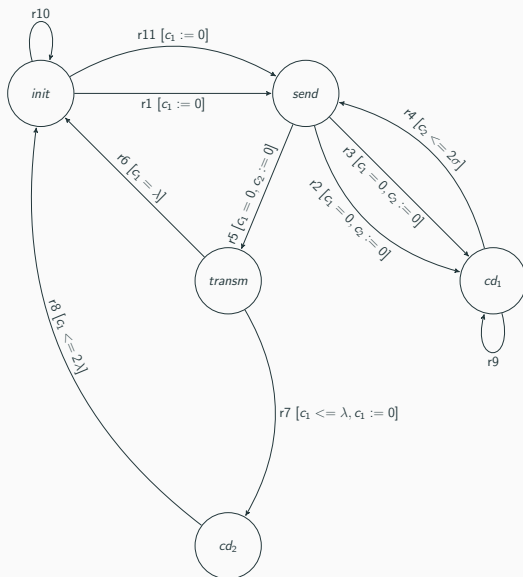 r10
r11 [c₁ := 0]
init
r1 [c₁ := 0]
send
r4 [c₂ <= 2σ]
r3 [c₁ = 0, c₂ := 0]
r2 [c₁ = 0, c₂ := 0]
r6 [c₁ = λ]
r5 [c₁ = 0, c₂ := 0]
transm
cd₁
r8 [c₁ <= 2λ]
r9
r7 [c₁ <= λ, c₁ := 0]
cd₂